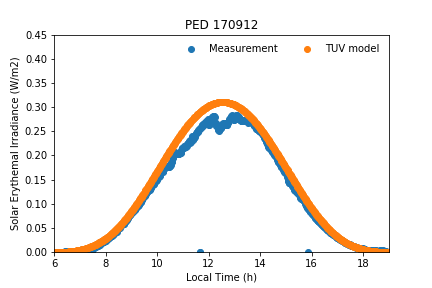 PED 170912
Measurement
TUV model
Solar Erythemal Irradiance (W/m2)
0.45
0.40
0.35
0.30
0.25
0.20
0.15
0.10
0.05
0.00
6 8 10 12 14 16 18
Local Time (h)